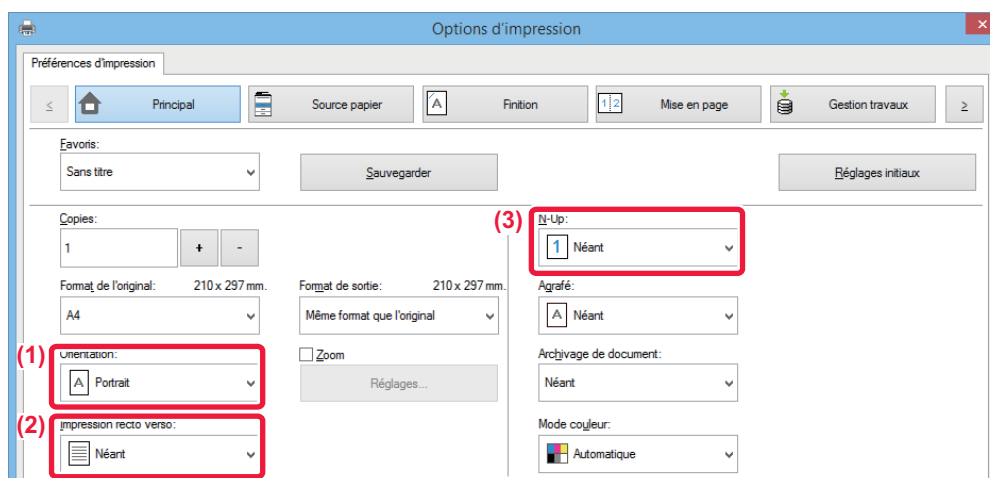 Options d'impression
Préférences d'impression
< Principal Source papier A Finition 1 2 Mise en page Gestion travaux >
Favoris:
Sans titre Sauvegarder Réglages initiaux
Copies: (3) N-Up:
1 + - 1 Néant
Format de l'original: 210 x 297 mm. Format de sortie: 210 x 297 mm. Agrafé:
A4 Même format que l'original A Néant
(1) Orientation: Zoom Archivage de document:
A Portrait Réglages... Néant
(2) Impression recto verso: Mode couleur:
Néant Automatique